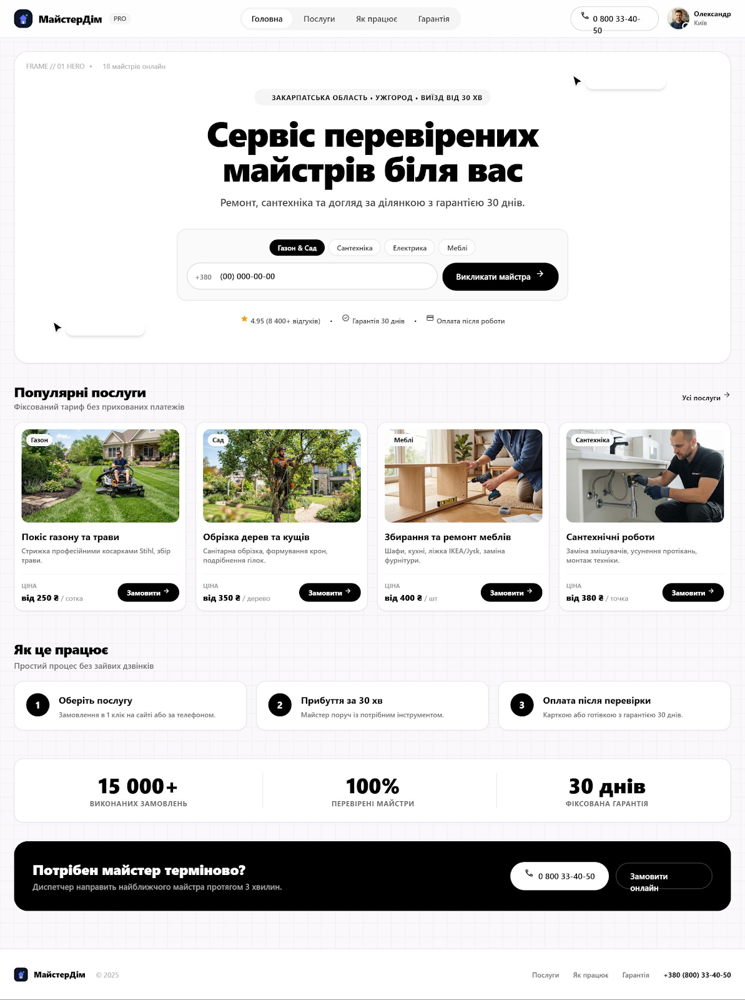 МайстерДім PRO
Головна Послуги Як працює Гарантія
0 800 33-40-
50
Олександр
Київ
FRAME // 01 HERO • 18 майстрів онлайн
ЗАКАРПАТСЬКА ОБЛАСТЬ • УЖГОРОД • ВИЇЗД ВІД 30 ХВ
Сервіс перевірених
майстрів біля вас
Ремонт, сантехніка та догляд за ділянкою з гарантією 30 днів.
Газон & Сад Сантехніка Електрика Меблі
+380 (00) 000-00-00 Викликати майстра →
4.95 (8 400+ відгуків) • Гарантія 30 днів • Оплата після роботи
Популярні послуги
Фіксований тариф без прихованих платежів
Усі послуги →
Газон
Покіс газону та трави
Стрижка професійними косарками Stihl, збір
трави.
ЦІНА
від 250 ₴ / сотка
Замовити →
Сад
Обрізка дерев та кущів
Санітарна обрізка, формування крон,
подрібнення гілок.
ЦІНА
від 350 ₴ / дерево
Замовити →
Меблі
Збирання та ремонт меблів
Шафи, кухні, ліжка IKEA/Jysk, заміна
фурнітури.
ЦІНА
від 400 ₴ / шт
Замовити →
Сантехніка
Сантехнічні роботи
Заміна змішувачів, усунення протікань,
монтаж техніки.
ЦІНА
від 380 ₴ / точка
Замовити →
Як це працює
Простий процес без зайвих дзвінків
1
Оберіть послугу
Замовлення в 1 клік на сайті або за телефоном.
2
Прибуття за 30 хв
Майстер поруч із потрібним інструментом.
3
Оплата після перевірки
Карткою або готівкою з гарантією 30 днів.
15 000+
ВИКОНАНИХ ЗАМОВЛЕНЬ
100%
ПЕРЕВІРЕНІ МАЙСТРИ
30 днів
ФІКСОВАНА ГАРАНТІЯ
Потрібен майстер терміново?
Диспетчер направить найближчого майстра протягом 3 хвилин.
0 800 33-40-50
Замовити
онлайн
МайстерДім © 2025
Послуги Як працює Гарантія +380 (800) 33-40-50